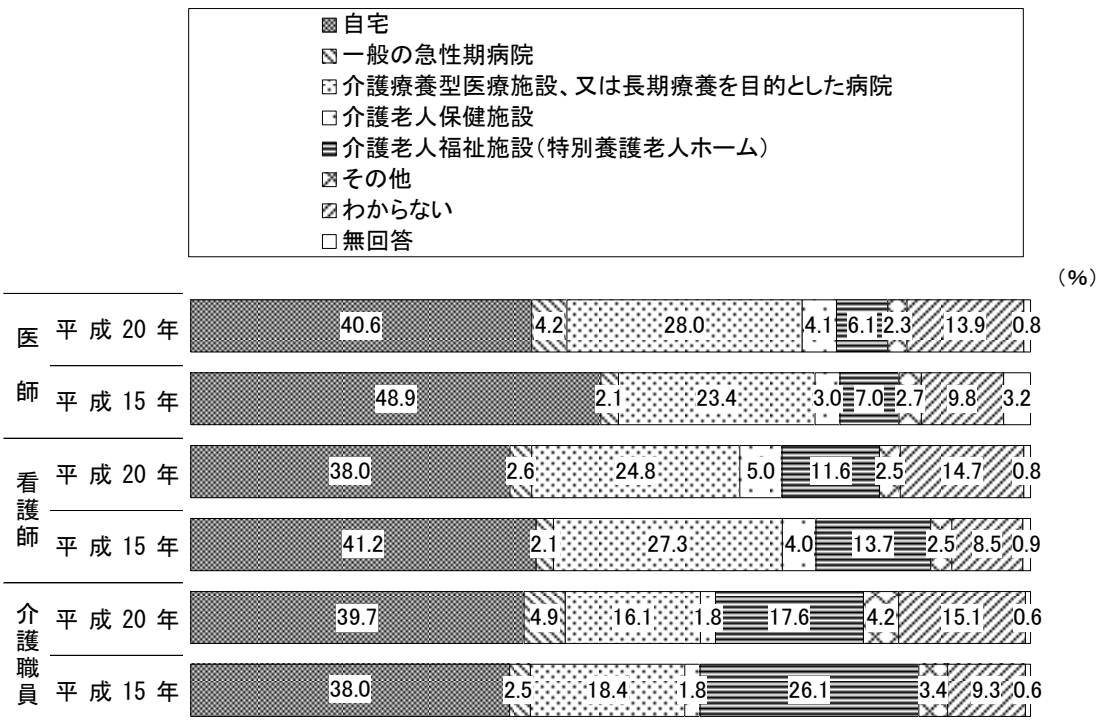 自宅
一般の急性期病院
介護療養型医療施設、又は長期療養を目的とした病院
介護老人保健施設
介護老人福祉施設(特別養護老人ホーム)
その他
わからない
無回答
(%)
医師
平成20年 40.6 4.2 28.0 4.1 6.1 2.3 13.9 0.8
平成15年 48.9 2.1 23.4 3.0 7.0 2.7 9.8 3.2
看護師
平成20年 38.0 2.6 24.8 5.0 11.6 2.5 14.7 0.8
平成15年 41.2 2.1 27.3 4.0 13.7 2.5 8.5 0.9
介護職員
平成20年 39.7 4.9 16.1 1.8 17.6 4.2 15.1 0.6
平成15年 38.0 2.5 18.4 1.8 26.1 3.4 9.3 0.6